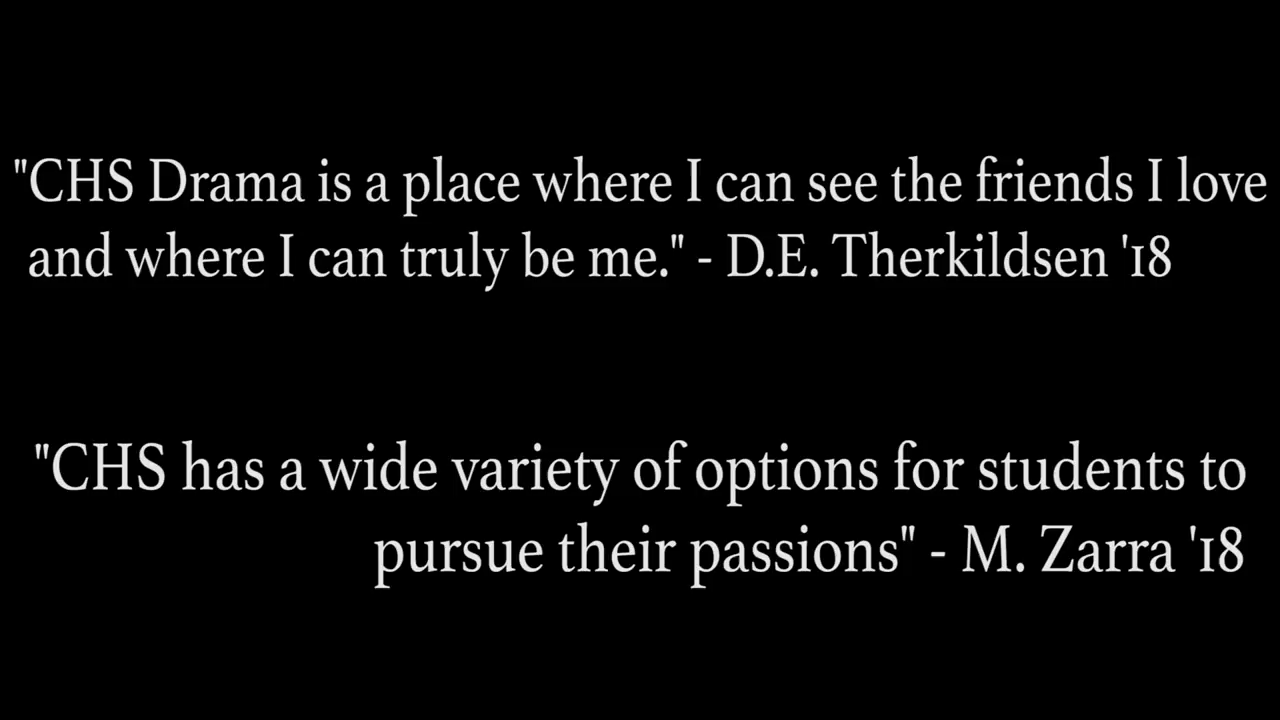 "CHS Drama is a place where I can see the friends I love
and where I can truly be me." - D.E. Therkildsen '18
"CHS has a wide variety of options for students to
pursue their passions" - M. Zarra '18